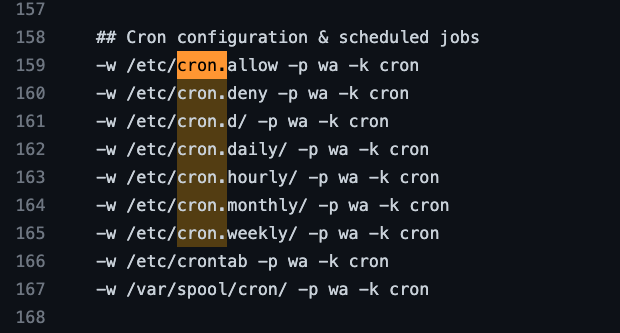 157
158 ## Cron configuration & scheduled jobs
159 -w /etc/cron.allow -p wa -k cron
160 -w /etc/cron.deny -p wa -k cron
161 -w /etc/cron.d/ -p wa -k cron
162 -w /etc/cron.daily/ -p wa -k cron
163 -w /etc/cron.hourly/ -p wa -k cron
164 -w /etc/cron.monthly/ -p wa -k cron
165 -w /etc/cron.weekly/ -p wa -k cron
166 -w /etc/crontab -p wa -k cron
167 -w /var/spool/cron/ -p wa -k cron
168